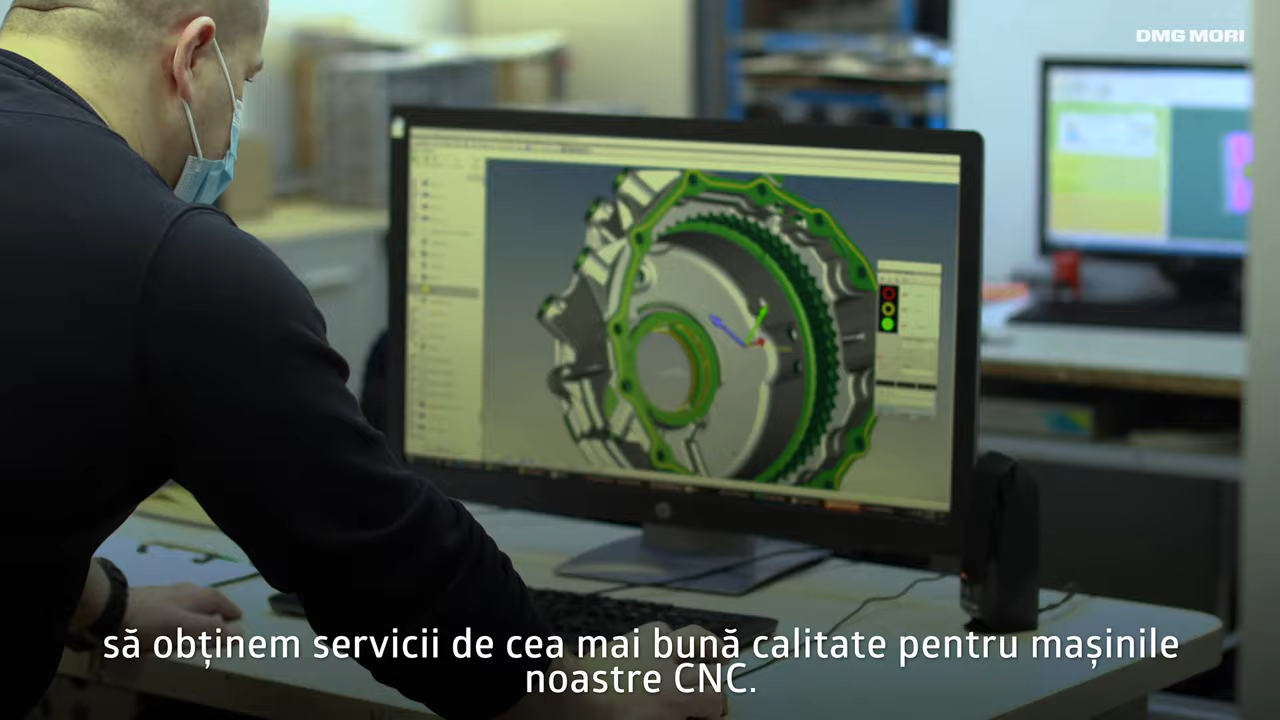 DMG MORI
să obținem servicii de cea mai bună calitate pentru mașinile
noastre CNC.